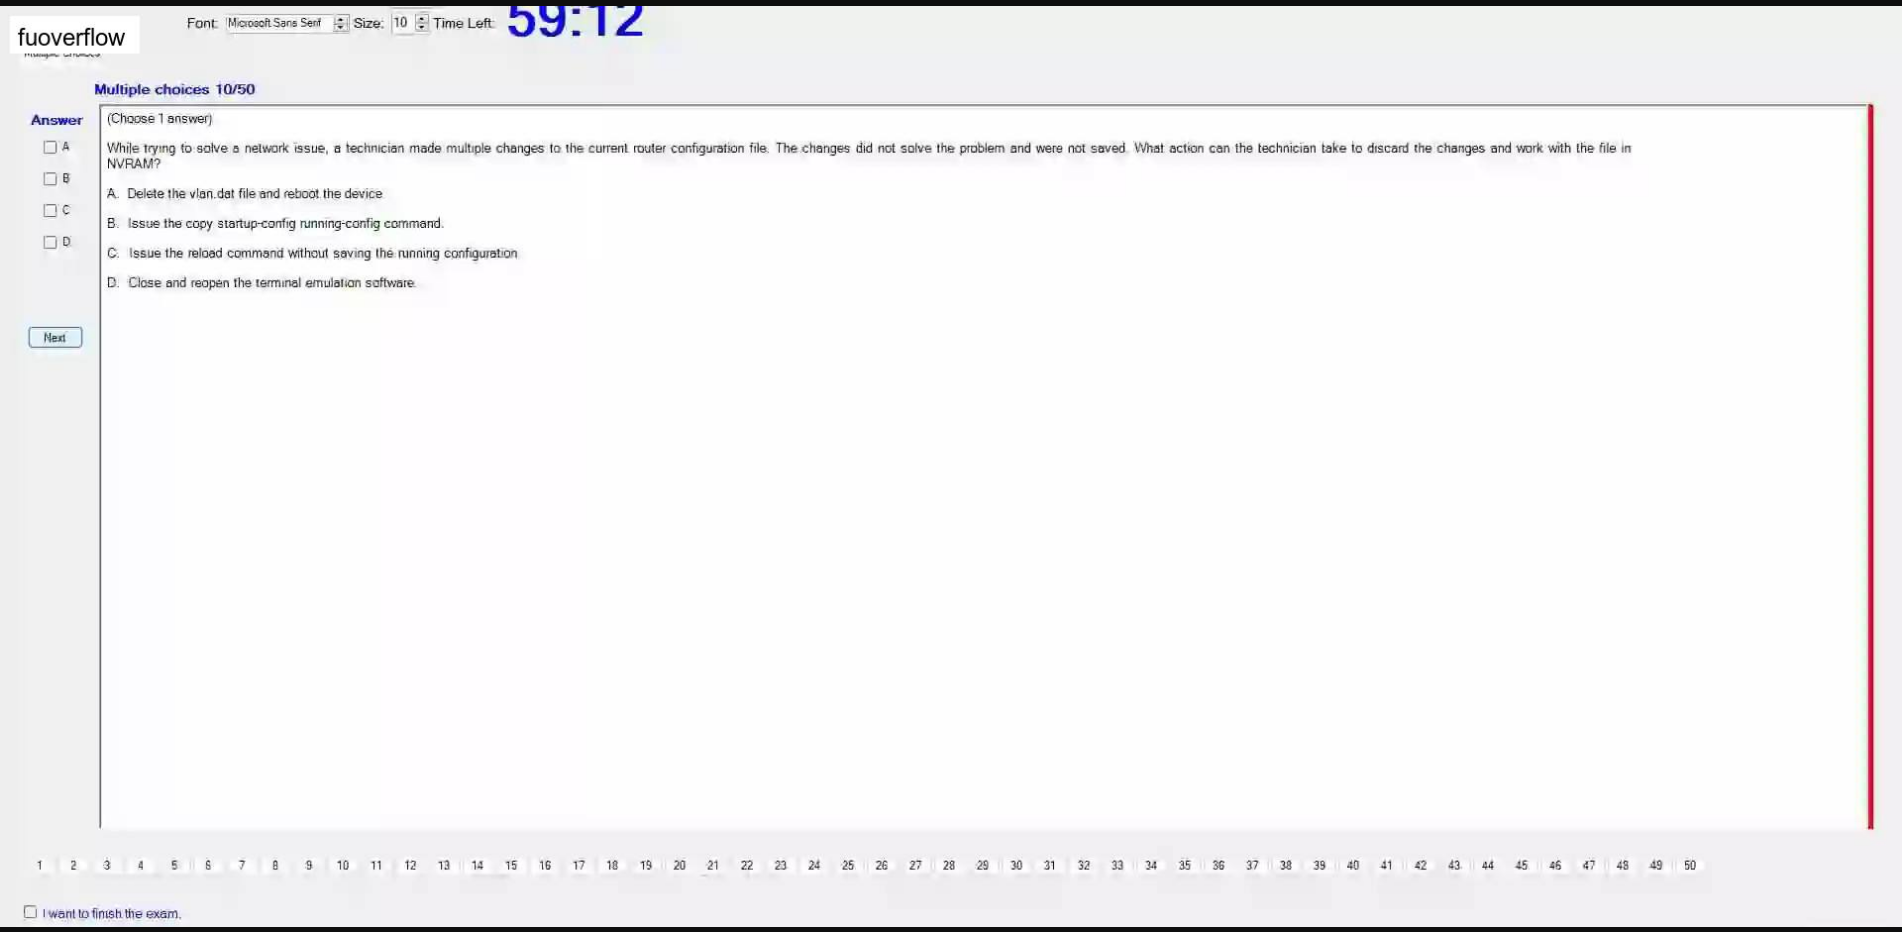 fuoverflow
Font: Microsoft Sans Serif Size: 10 Time Left: 59:12
Multiple choices
Multiple choices 10/50
Answer
A
B
C
D
Next
(Choose 1 answer)
While trying to solve a network issue, a technician made multiple changes to the current router configuration file. The changes did not solve the problem and were not saved. What action can the technician take to discard the changes and work with the file in
NVRAM?
A. Delete the vlan.dat file and reboot the device
B. Issue the copy startup-config running-config command.
C. Issue the reload command without saving the running configuration
D. Close and reopen the terminal emulation software.
1 2 3 4 5 6 7 8 9 10 11 12 13 14 15 16 17 18 19 20 21 22 23 24 25 26 27 28 29 30 31 32 33 34 35 36 37 38 39 40 41 42 43 44 45 46 47 48 49 50
I want to finish the exam.